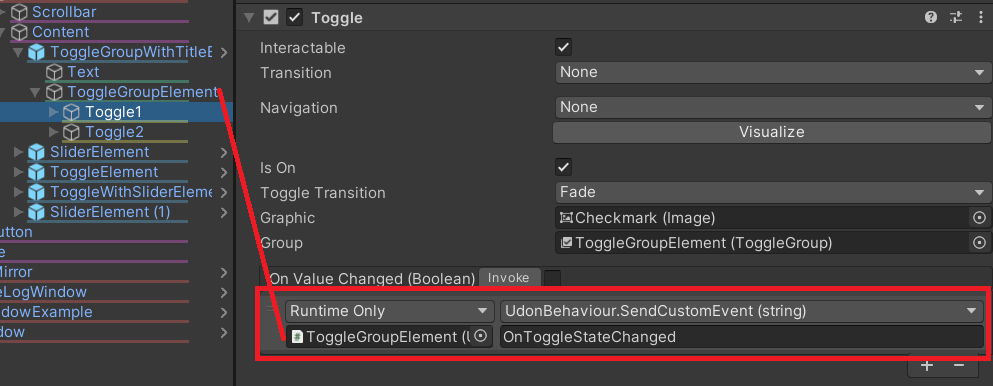 Scrollbar
Content
ToggleGroupWithTitleE
Text
ToggleGroupElement
Toggle1
Toggle2
SliderElement
ToggleElement
ToggleWithSliderEleme
SliderElement (1)
utton
e
Mirror
eLogWindow
ndowExample
dow
Toggle
Interactable
Transition
None
Navigation
None
Visualize
Is On
Toggle Transition
Fade
Graphic
Checkmark (Image)
Group
ToggleGroupElement (ToggleGroup)
On Value Changed (Boolean)
Invoke
Runtime Only
UdonBehaviour.SendCustomEvent (string)
ToggleGroupElement (U
OnToggleStateChanged